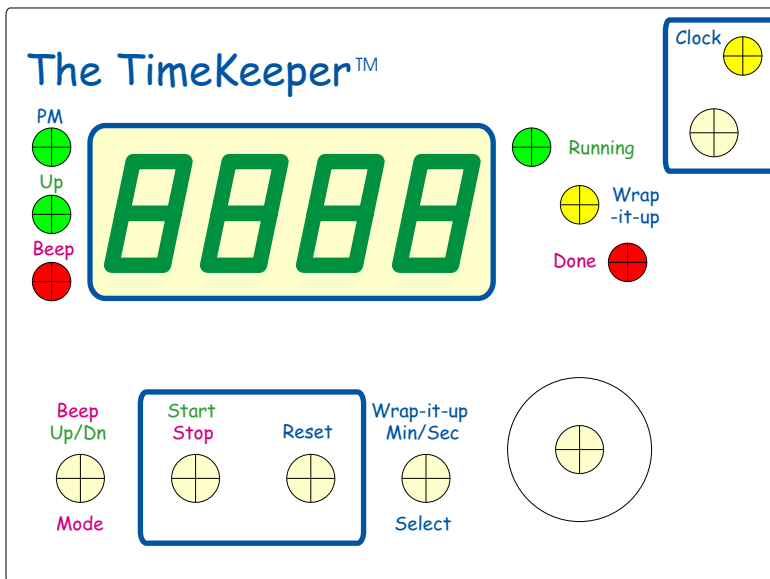 The TimeKeeper™
Clock
PM
Up
Beep
8888
Running
Wrap
-it-up
Done
Beep
Up/Dn
Mode
Start
Stop
Reset
Wrap-it-up
Min/Sec
Select